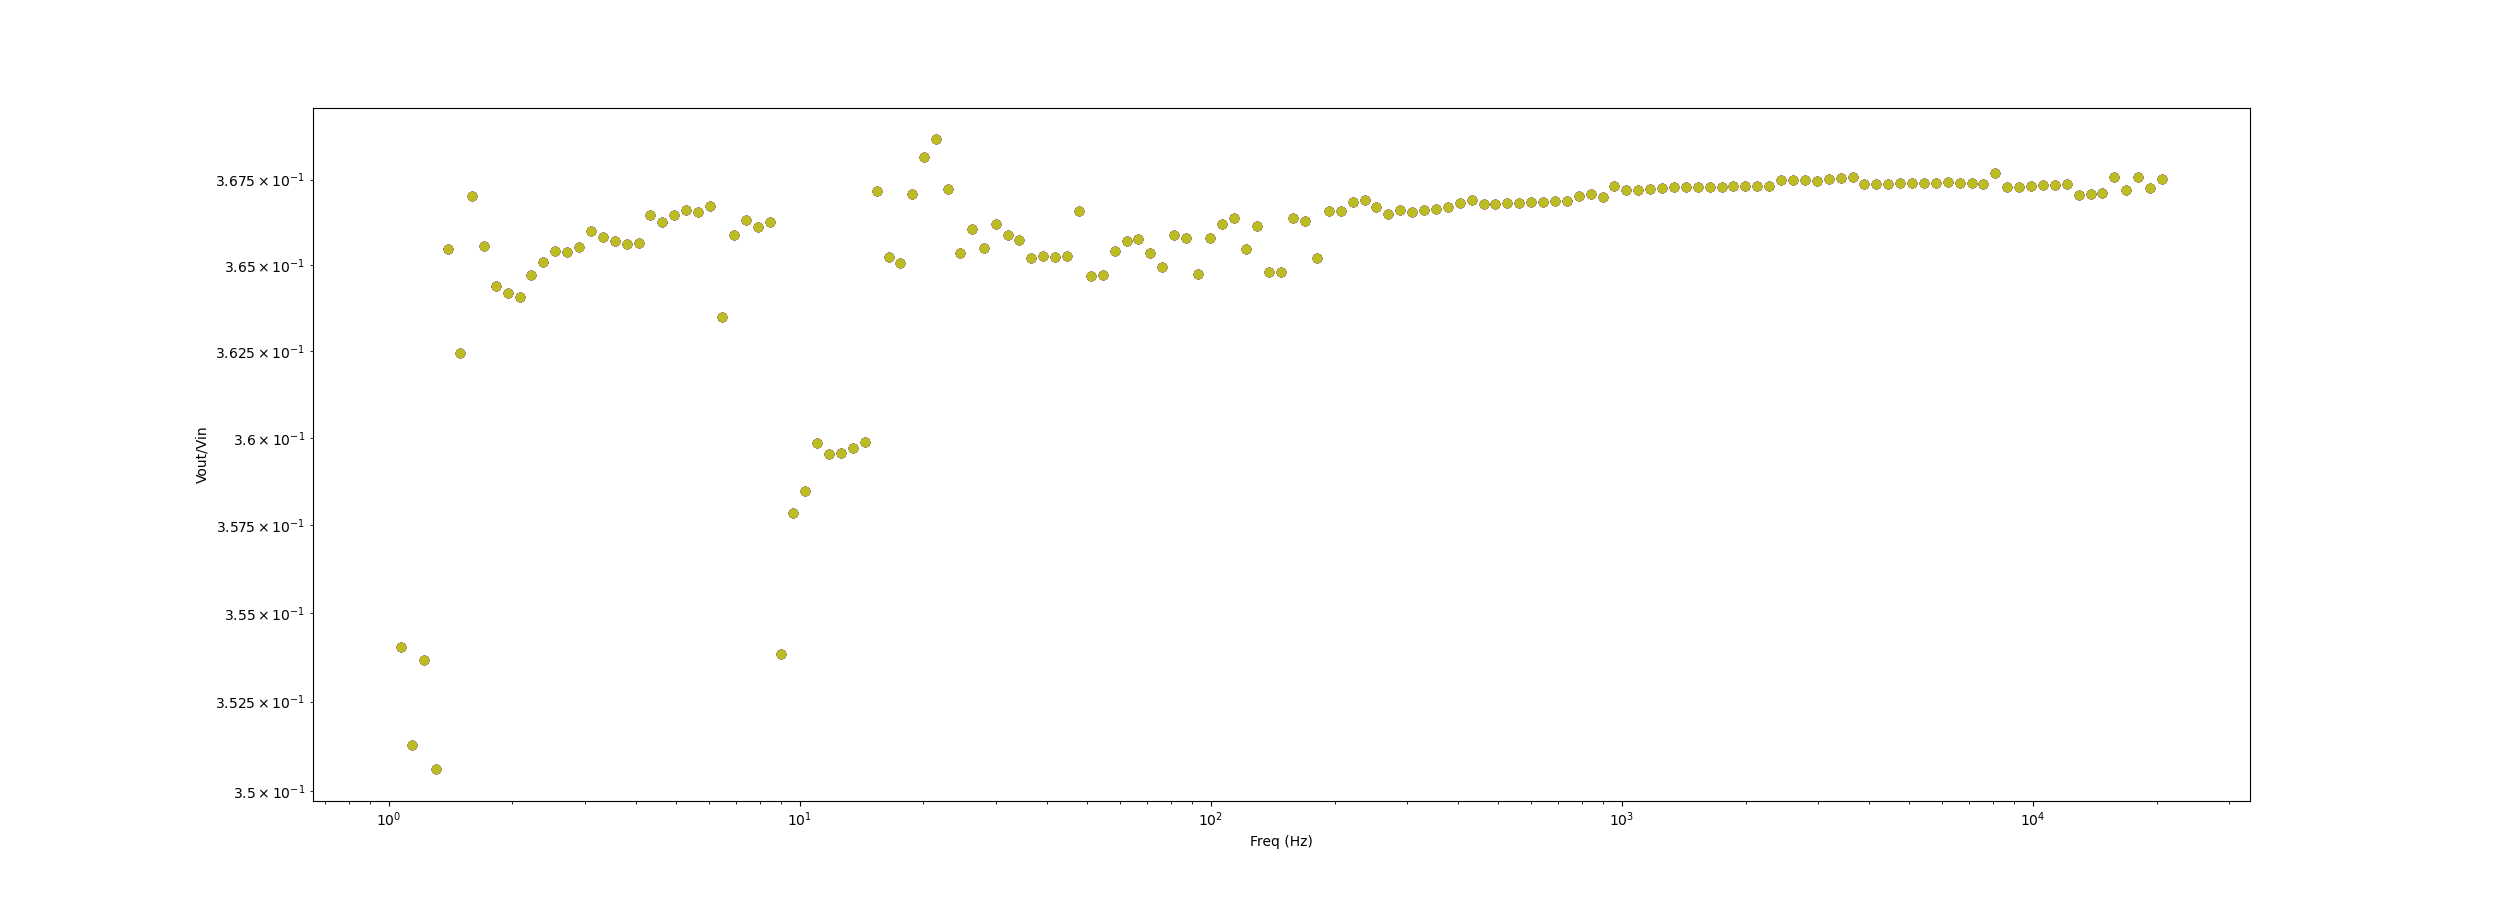 3.675 × 10⁻¹
3.65 × 10⁻¹
3.625 × 10⁻¹
3.6 × 10⁻¹
3.575 × 10⁻¹
3.55 × 10⁻¹
3.525 × 10⁻¹
3.5 × 10⁻¹
Vout/Vin
10⁰ 10¹ 10² 10³ 10⁴
Freq (Hz)